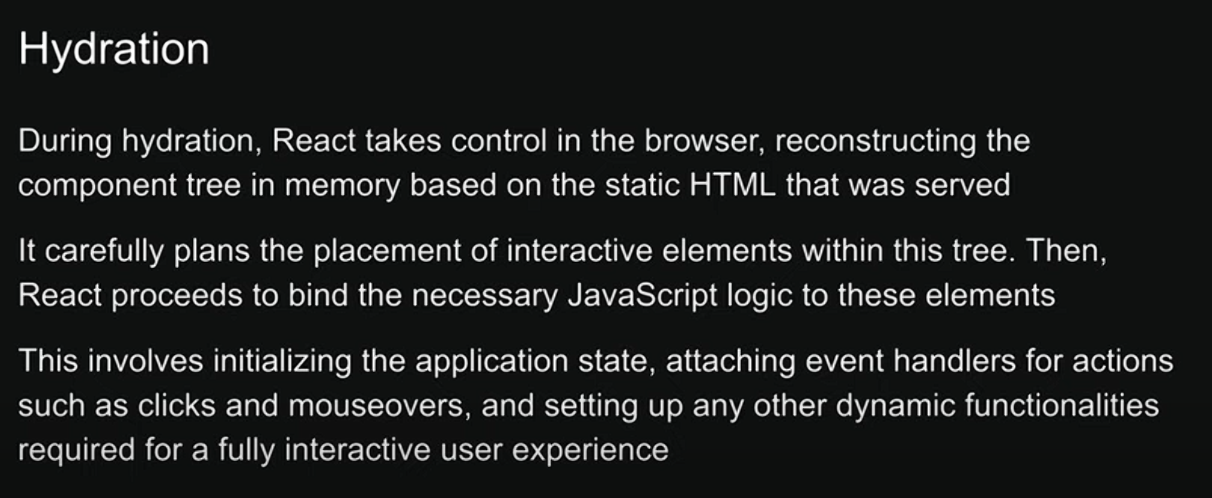 Hydration
During hydration, React takes control in the browser, reconstructing the
component tree in memory based on the static HTML that was served
It carefully plans the placement of interactive elements within this tree. Then,
React proceeds to bind the necessary JavaScript logic to these elements
This involves initializing the application state, attaching event handlers for actions
such as clicks and mouseovers, and setting up any other dynamic functionalities
required for a fully interactive user experience